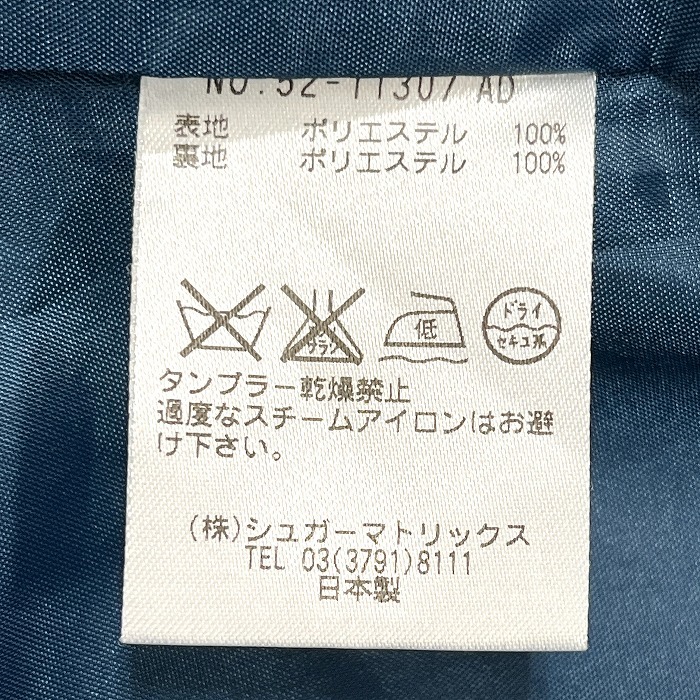 NO.52-11307 AD
表地 ポリエステル 100%
裏地 ポリエステル 100%
サラシ
低
ドライ
セキユ系
タンブラー乾燥禁止
過度なスチームアイロンはお避
け下さい。
(株)シュガーマトリックス
TEL 03(3791)8111
日本製